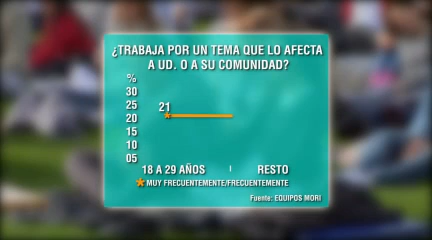 ¿TRABAJA POR UN TEMA QUE LO AFECTA
A UD. O A SU COMUNIDAD?
%
30
25
21
20
15
10
05
18 A 29 AÑOS RESTO
MUY FRECUENTEMENTE/FRECUENTEMENTE
Fuente: EQUIPOS MORI